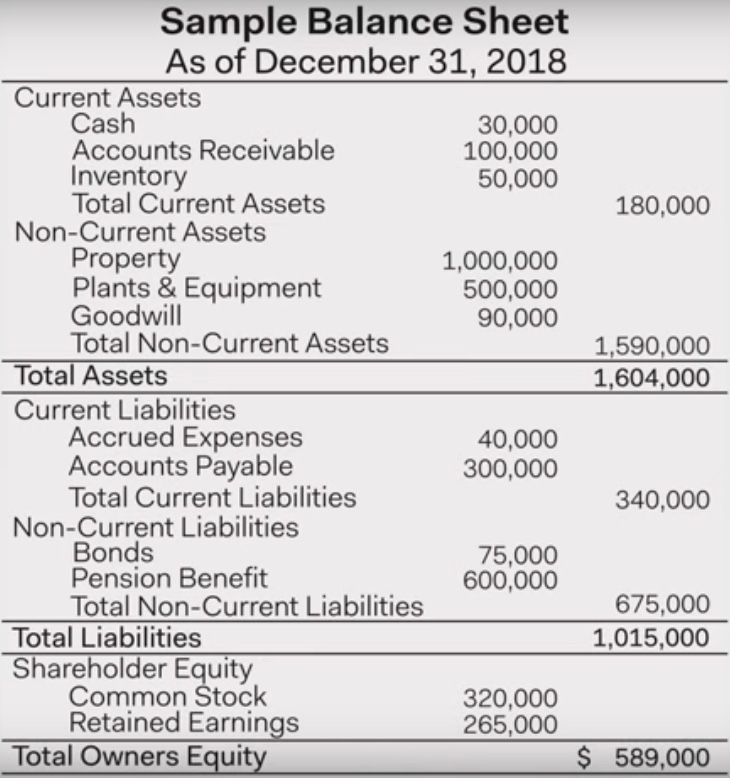 Sample Balance Sheet
As of December 31, 2018
Current Assets
Cash 30,000
Accounts Receivable 100,000
Inventory 50,000
Total Current Assets 180,000
Non-Current Assets
Property 1,000,000
Plants & Equipment 500,000
Goodwill 90,000
Total Non-Current Assets 1,590,000
Total Assets 1,604,000
Current Liabilities
Accrued Expenses 40,000
Accounts Payable 300,000
Total Current Liabilities 340,000
Non-Current Liabilities
Bonds 75,000
Pension Benefit 600,000
Total Non-Current Liabilities 675,000
Total Liabilities 1,015,000
Shareholder Equity
Common Stock 320,000
Retained Earnings 265,000
Total Owners Equity $ 589,000